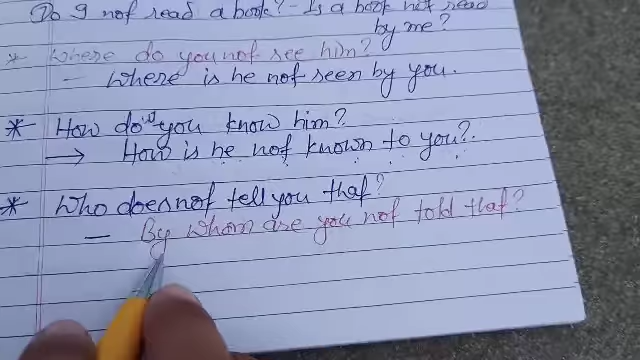 Do I not read a book? - Is a book not read
by me?
* Where do you not see him?
- Where is he not seen by you.
* How do you know him?
→ How is he not known to you?.
* Who does not tell you that?
- By whom are you not told that?